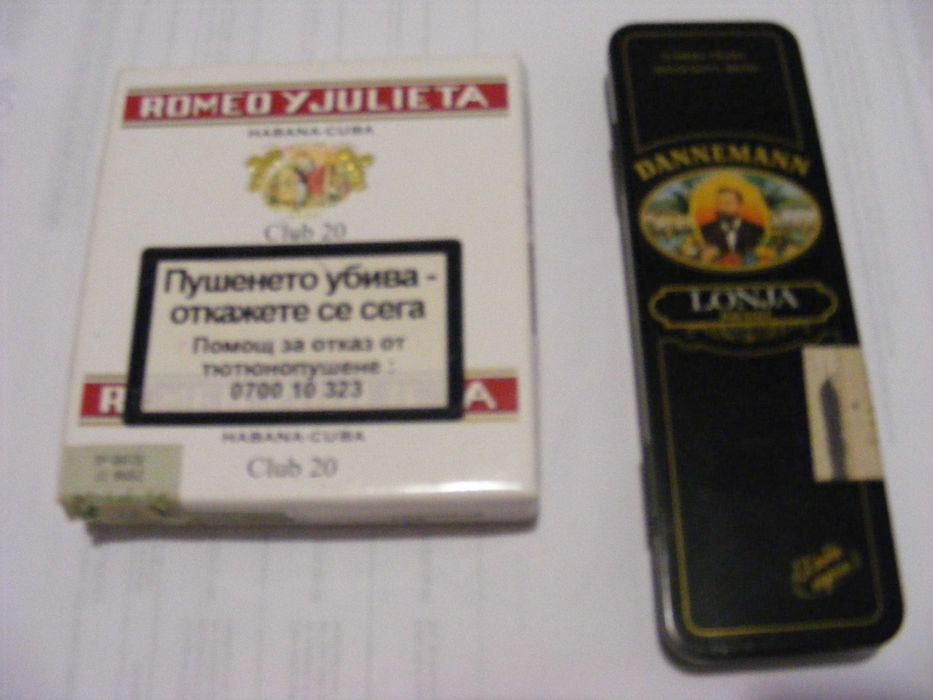 ROMEO Y JULIETA
HABANA-CUBA
Club 20
Пушенето убива -
откажете се сега
Помощ за отказ от
тютюнопушене :
0700 10 323
HABANA-CUBA
Club 20
DANNEMANN
LONJA